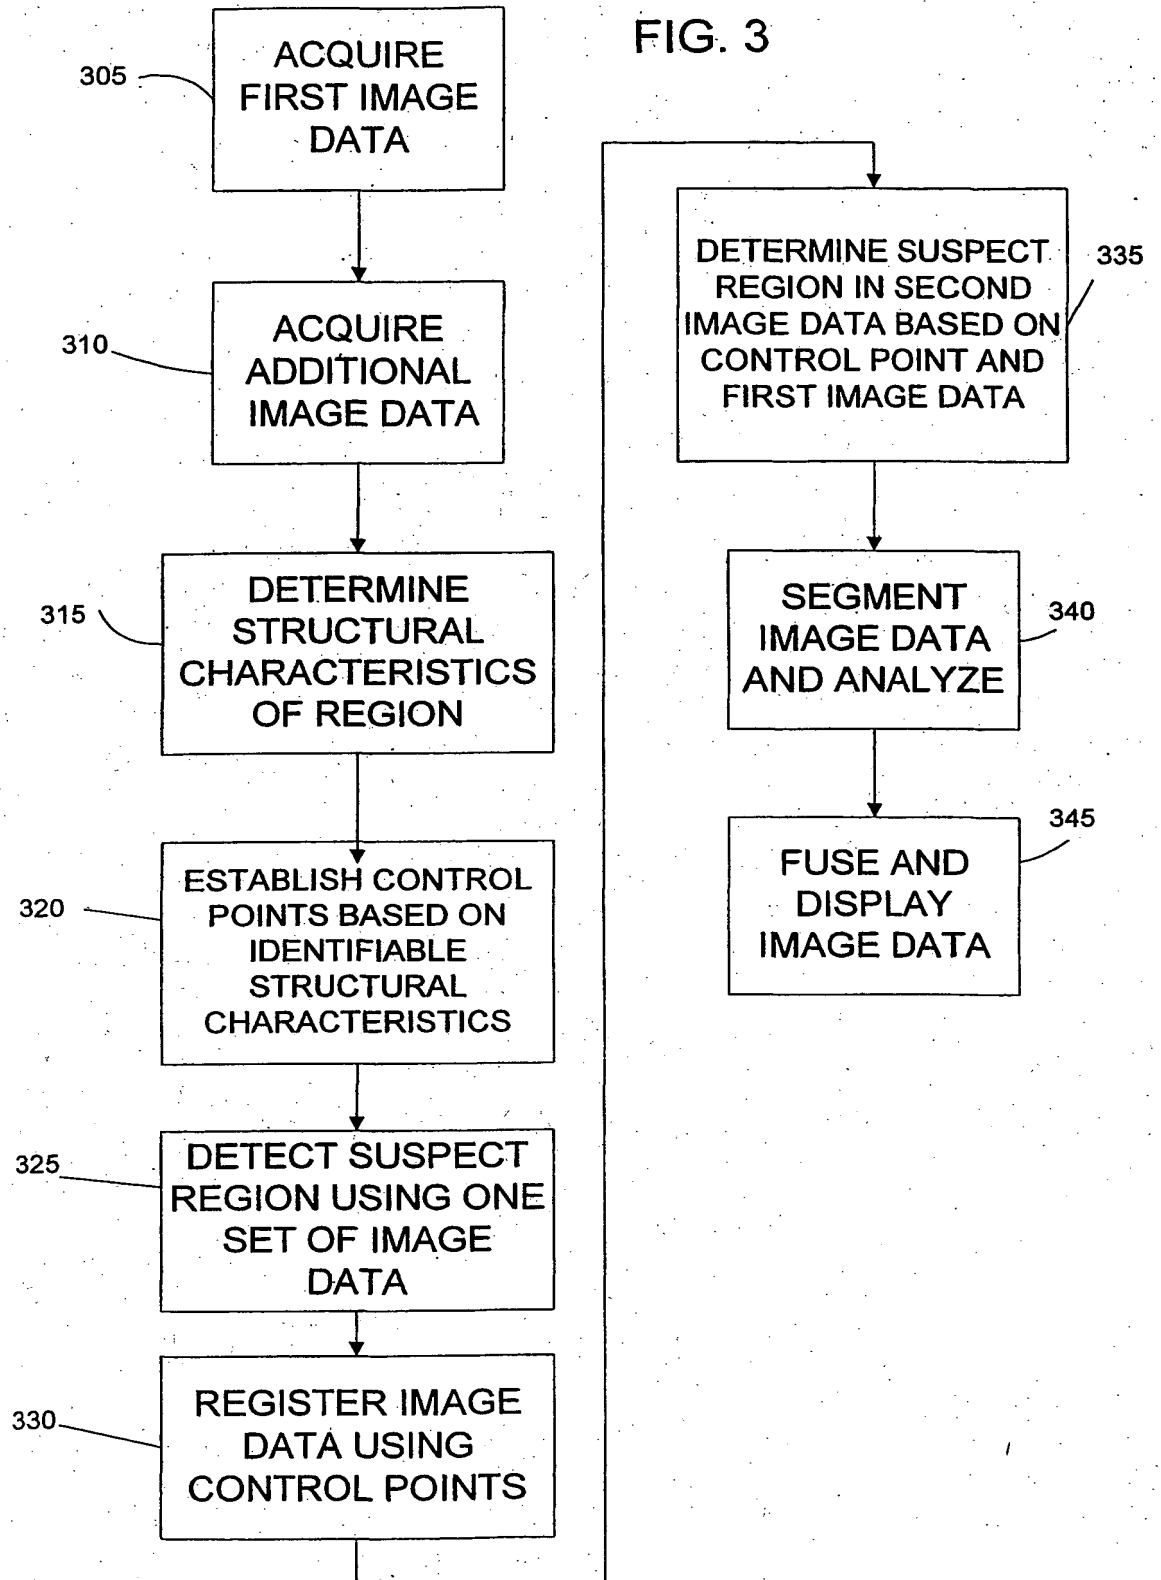 FIG. 3
305
ACQUIRE
FIRST IMAGE
DATA
310
ACQUIRE
ADDITIONAL
IMAGE DATA
315
DETERMINE
STRUCTURAL
CHARACTERISTICS
OF REGION
320
ESTABLISH CONTROL
POINTS BASED ON
IDENTIFIABLE
STRUCTURAL
CHARACTERISTICS
325
DETECT SUSPECT
REGION USING ONE
SET OF IMAGE
DATA
330
REGISTER IMAGE
DATA USING
CONTROL POINTS
335
DETERMINE SUSPECT
REGION IN SECOND
IMAGE DATA BASED ON
CONTROL POINT AND
FIRST IMAGE DATA
340
SEGMENT
IMAGE DATA
AND ANALYZE
345
FUSE AND
DISPLAY
IMAGE DATA